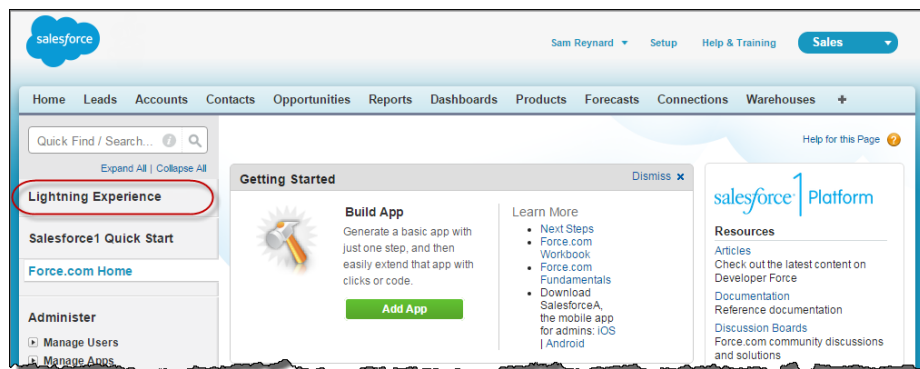 salesforce
Sam Reynard Setup Help & Training Sales
Home Leads Accounts Contacts Opportunities Reports Dashboards Products Forecasts Connections Warehouses +
Quick Find / Search...
Expand All | Collapse All
Lightning Experience
Salesforce1 Quick Start
Force.com Home
Administer
Manage Users
Manage Apps
Help for this Page ?
Getting Started
Dismiss x
Build App
Generate a basic app with
just one step, and then
easily extend that app with
clicks or code.
Add App
Learn More
Next Steps
Force.com
Workbook
Force.com
Fundamentals
Download
SalesforceA,
the mobile app
for admins: iOS
| Android
salesforce1 Platform
Resources
Articles
Check out the latest content on
Developer Force
Documentation
Reference documentation
Discussion Boards
Force.com community discussions
and solutions